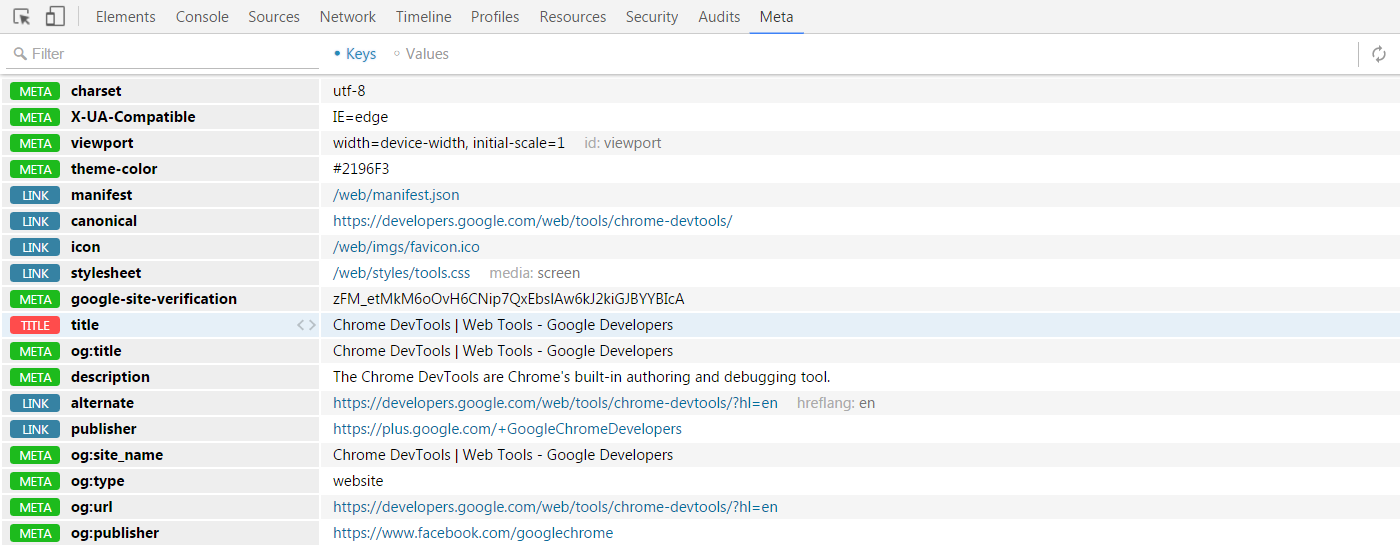 Elements Console Sources Network Timeline Profiles Resources Security Audits Meta
Filter Keys Values
META charset utf-8
META X-UA-Compatible IE=edge
META viewport width=device-width, initial-scale=1 id: viewport
META theme-color #2196F3
LINK manifest /web/manifest.json
LINK canonical https://developers.google.com/web/tools/chrome-devtools/
LINK icon /web/imgs/favicon.ico
LINK stylesheet /web/styles/tools.css media: screen
META google-site-verification zFM_etMkM6oOvH6CNip7QxEbslAw6kJ2kiGJBYYBIcA
TITLE title <> Chrome DevTools | Web Tools - Google Developers
META og:title Chrome DevTools | Web Tools - Google Developers
META description The Chrome DevTools are Chrome's built-in authoring and debugging tool.
LINK alternate https://developers.google.com/web/tools/chrome-devtools/?hl=en hreflang: en
LINK publisher https://plus.google.com/+GoogleChromeDevelopers
META og:site_name Chrome DevTools | Web Tools - Google Developers
META og:type website
META og:url https://developers.google.com/web/tools/chrome-devtools/?hl=en
META og:publisher https://www.facebook.com/googlechrome